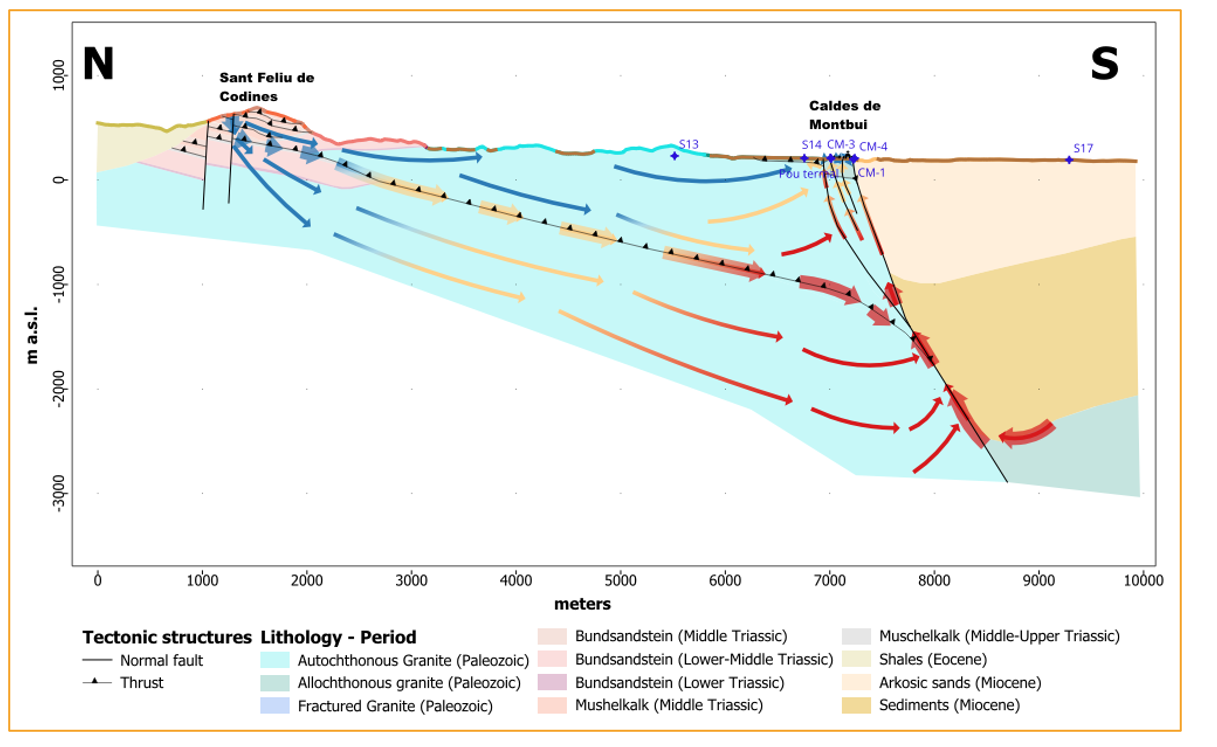 N
S
Sant Feliu de
Codines
Caldes de
Montbui
S13
S14
CM-3
CM-4
S17
Pou termal
CM-1
1000
0
-1000
-2000
-3000
m a.s.l.
0 1000 2000 3000 4000 5000 6000 7000 8000 9000 10000
meters
Tectonic structures
Normal fault
Thrust
Lithology - Period
Autochthonous Granite (Paleozoic)
Allochthonous granite (Paleozoic)
Fractured Granite (Paleozoic)
Bundsandstein (Middle Triassic)
Bundsandstein (Lower-Middle Triassic)
Bundsandstein (Lower Triassic)
Mushelkalk (Middle Triassic)
Muschelkalk (Middle-Upper Triassic)
Shales (Eocene)
Arkosic sands (Miocene)
Sediments (Miocene)